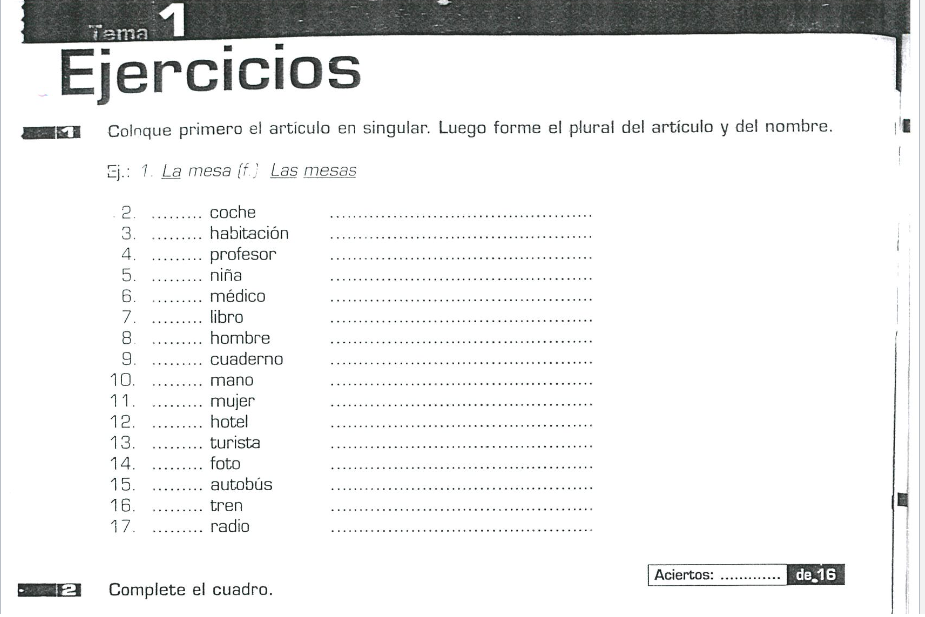 Tema 1
Ejercicios
1 Coloque primero el artículo en singular. Luego forme el plural del artículo y del nombre.
Ej.: 1. La mesa (f.) Las mesas
2. ......... coche ..............................................
3. ......... habitación ..............................................
4. ......... profesor ..............................................
5. ......... niña ..............................................
6. ......... médico ..............................................
7. ......... libro ..............................................
8. ......... hombre ..............................................
9. ......... cuaderno ..............................................
10. ......... mano ..............................................
11. ......... mujer ..............................................
12. ......... hotel ..............................................
13. ......... turista ..............................................
14. ......... foto ..............................................
15. ......... autobús ..............................................
16. ......... tren ..............................................
17. ......... radio ..............................................
Aciertos: ............. de 16
2 Complete el cuadro.